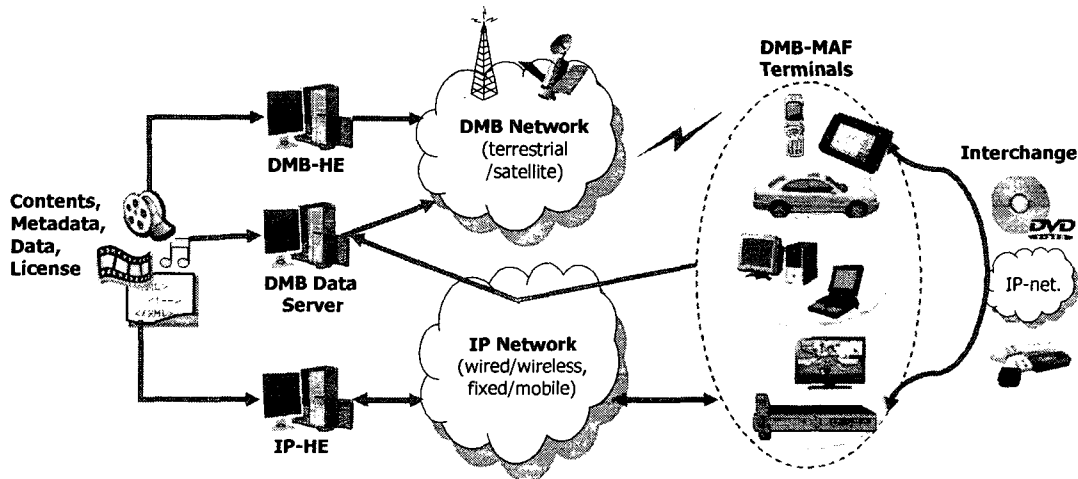 Contents,
Metadata,
Data,
License
DMB-HE
DMB Data
Server
IP-HE
DMB Network
(terrestrial
/satellite)
IP Network
(wired/wireless,
fixed/mobile)
DMB-MAF
Terminals
Interchange
DVD
IP-net.